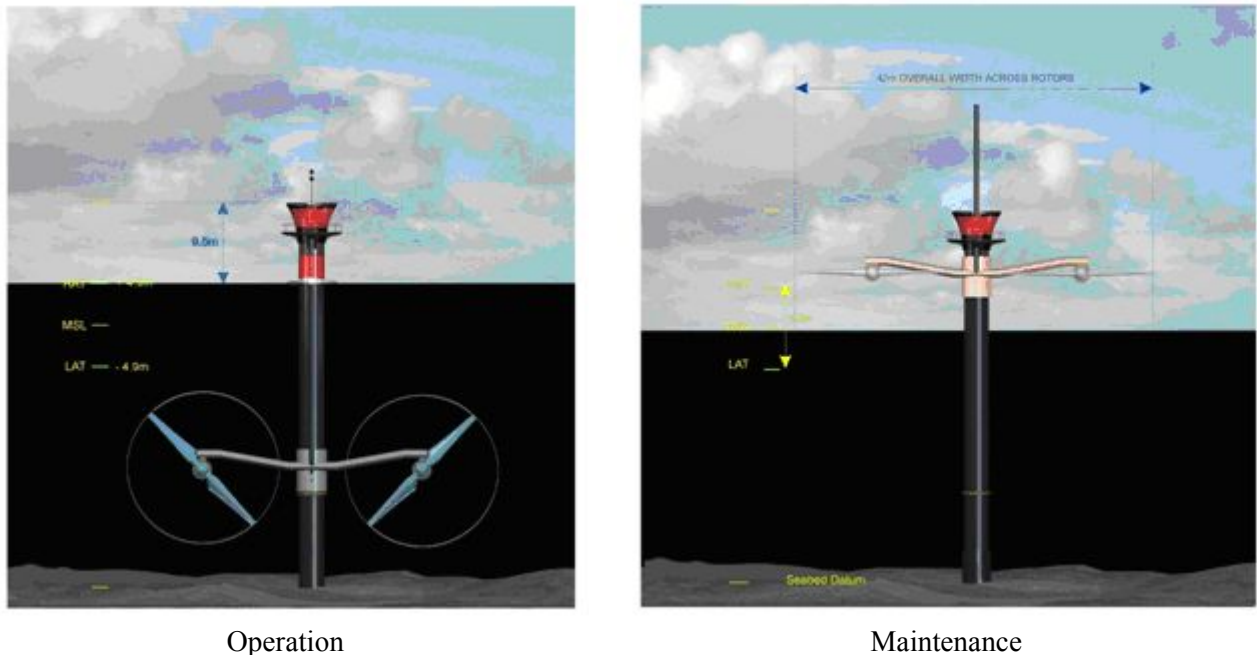 9.5m
MSL
LAT - 4.9m
42m OVERALL WIDTH ACROSS ROTORS
LAT
Seabed Datum
Operation
Maintenance